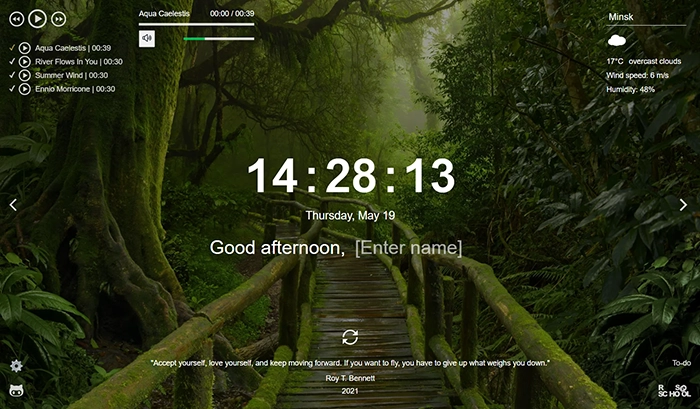 Aqua Caelestis 00:00 / 00:39
Aqua Caelestis | 00:39
River Flows In You | 00:30
Summer Wind | 00:30
Ennio Morricone | 00:30
Minsk
17°C overcast clouds
Wind speed: 6 m/s
Humidity: 48%
14:28:13
Thursday, May 19
Good afternoon, [Enter name]
"Accept yourself, love yourself, and keep moving forward. If you want to fly, you have to give up what weighs you down."
Roy T. Bennett
2021
To-do
RS
SCHOOL